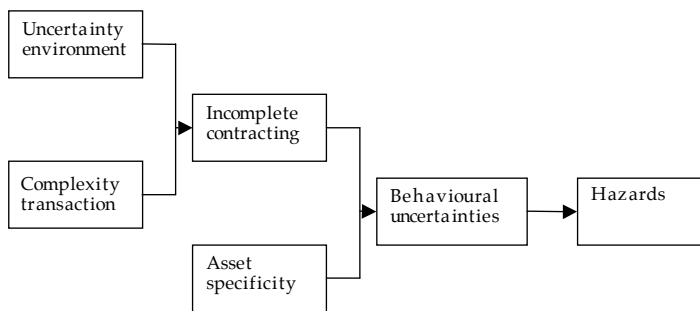 Uncertainty
environment
Incomplete
contracting
Complexity
transaction
Behavioural
uncertainties
Hazards
Asset
specificity